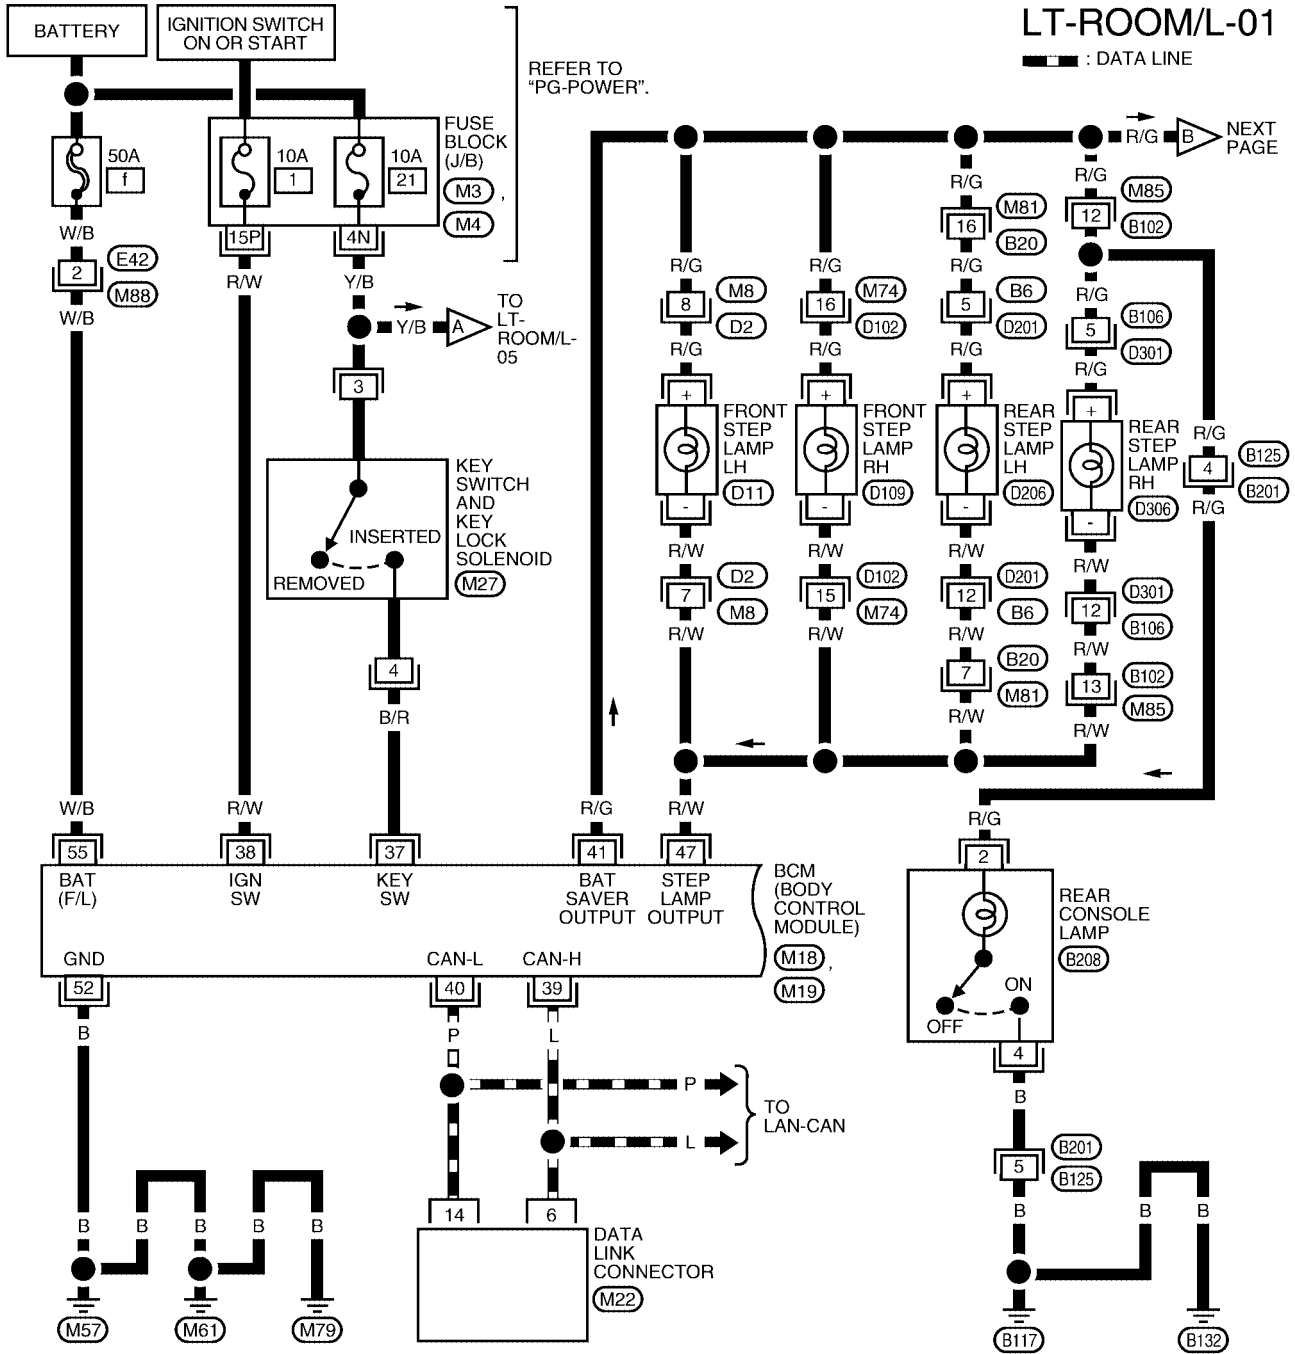 LT-ROOM/L-01
: DATA LINE
BATTERY
IGNITION SWITCH
ON OR START
REFER TO
“PG-POWER”.
50A
f
10A
1
10A
21
FUSE
BLOCK
(J/B)
M3 ,
M4
15P
4N
W/B
2
E42
M88
W/B
R/W
Y/B
Y/B
A
TO
LT-
ROOM/L-
05
3
KEY
SWITCH
AND
KEY
LOCK
SOLENOID
M27
INSERTED
REMOVED
4
B/R
R/G
B
NEXT
PAGE
R/G
8
M8
D2
R/G
+
FRONT
STEP
LAMP
LH
D11
-
R/W
7
D2
M8
R/W
R/G
16
M74
D102
R/G
+
FRONT
STEP
LAMP
RH
D109
-
R/W
15
D102
M74
R/W
R/G
16
M81
B20
R/G
5
B6
D201
R/G
+
REAR
STEP
LAMP
LH
D206
-
R/W
12
D201
B6
R/W
7
B20
M81
R/W
R/G
12
M85
B102
R/G
5
B106
D301
R/G
+
REAR
STEP
LAMP
RH
D306
-
R/W
12
D301
B106
R/W
13
B102
M85
R/W
R/G
4
B125
B201
R/G
W/B
R/W
R/G
R/W
R/G
55
38
37
41
47
BAT
(F/L)
IGN
SW
KEY
SW
BAT
SAVER
OUTPUT
STEP
LAMP
OUTPUT
BCM
(BODY
CONTROL
MODULE)
M18 ,
M19
GND
CAN-L
CAN-H
52
40
39
2
REAR
CONSOLE
LAMP
B208
ON
OFF
4
B
B
P
L
P
L
TO
LAN-CAN
B201
5
B125
14
6
DATA
LINK
CONNECTOR
M22
B
B
B
B
B
B
B
B
M57
M61
M79
B117
B132